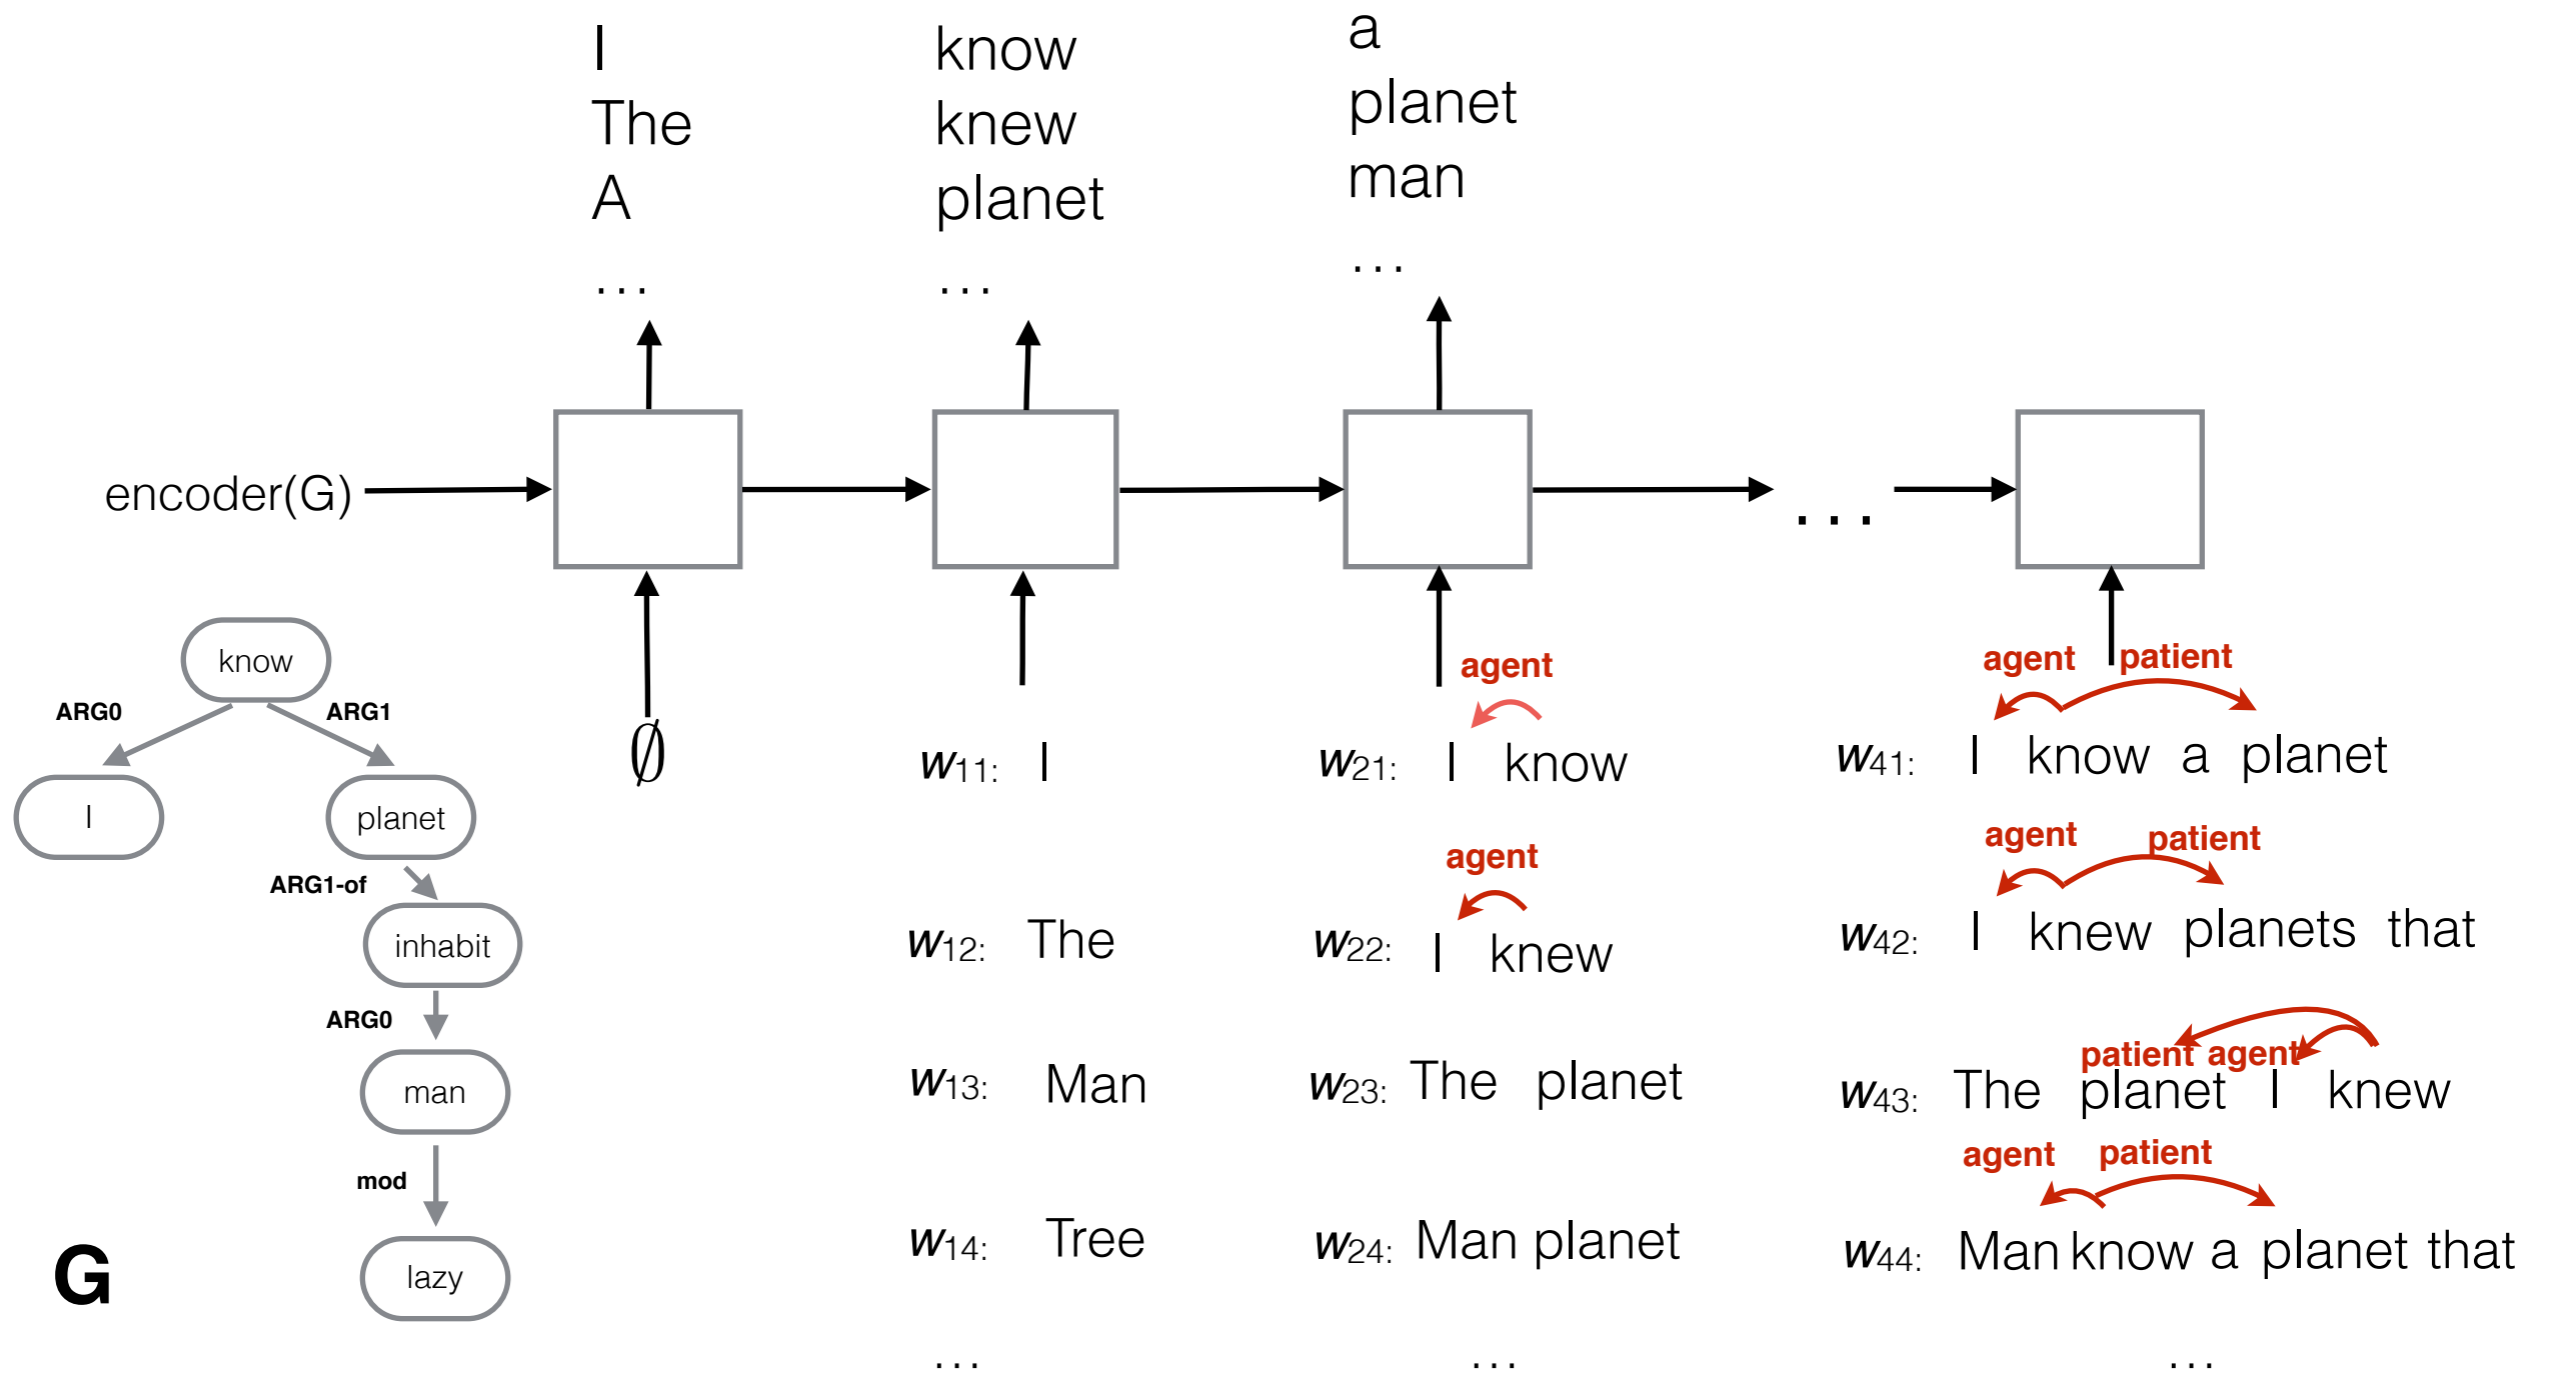 I
The
A
...
know
knew
planet
...
a
planet
man
...
encoder(G)
...
know
ARG0
ARG1
I
planet
ARG1-of
inhabit
ARG0
man
mod
lazy
G
∅
w11: I
w12: The
w13: Man
w14: Tree
...
agent
w21: I know
agent
w22: I knew
w23: The planet
w24: Man planet
...
agent patient
w41: I know a planet
agent patient
w42: I knew planets that
patient agent
w43: The planet I knew
agent patient
w44: Man know a planet that
...